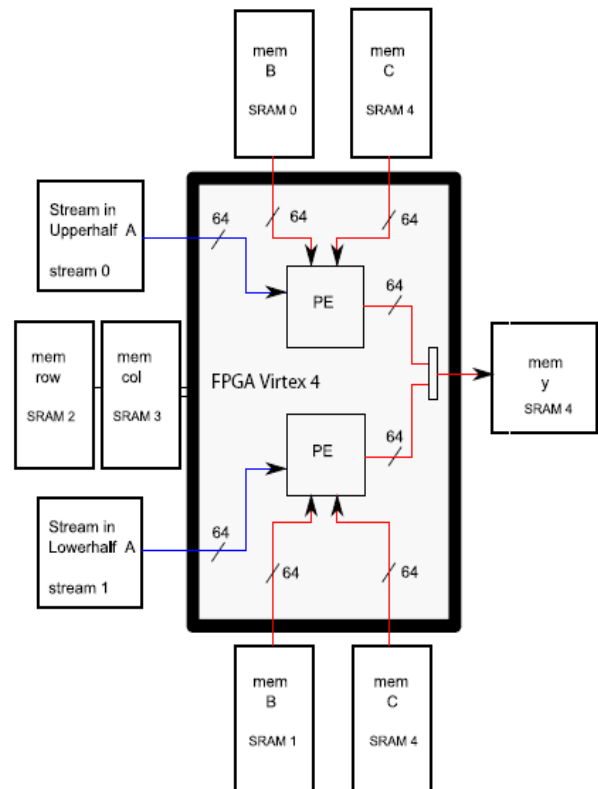 mem
B
SRAM 0
mem
C
SRAM 4
Stream in
Upperhalf A
stream 0
64
64
64
PE
64
mem
row
SRAM 2
mem
col
SRAM 3
FPGA Virtex 4
mem
y
SRAM 4
PE
64
Stream in
Lowerhalf A
stream 1
64
64
64
mem
B
SRAM 1
mem
C
SRAM 4